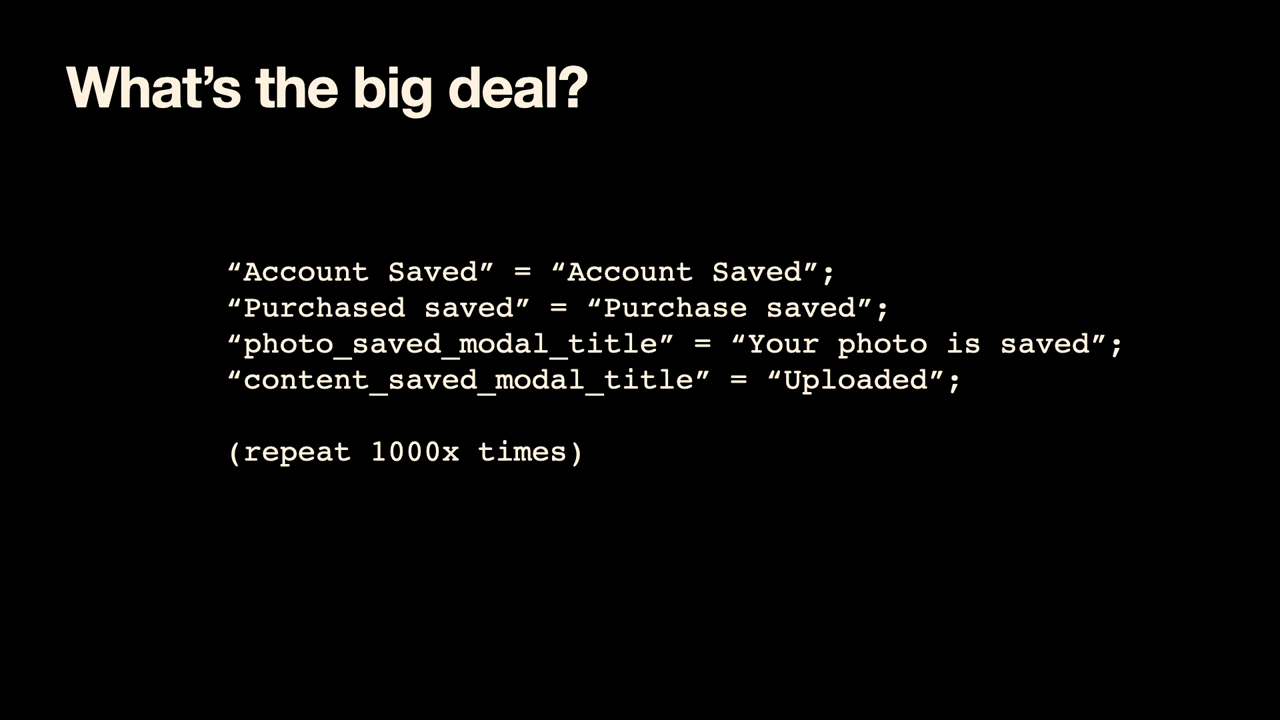 What’s the big deal?
“Account Saved” = “Account Saved”;
“Purchased saved” = “Purchase saved”;
“photo_saved_modal_title” = “Your photo is saved”;
“content_saved_modal_title” = “Uploaded”;
(repeat 1000x times)